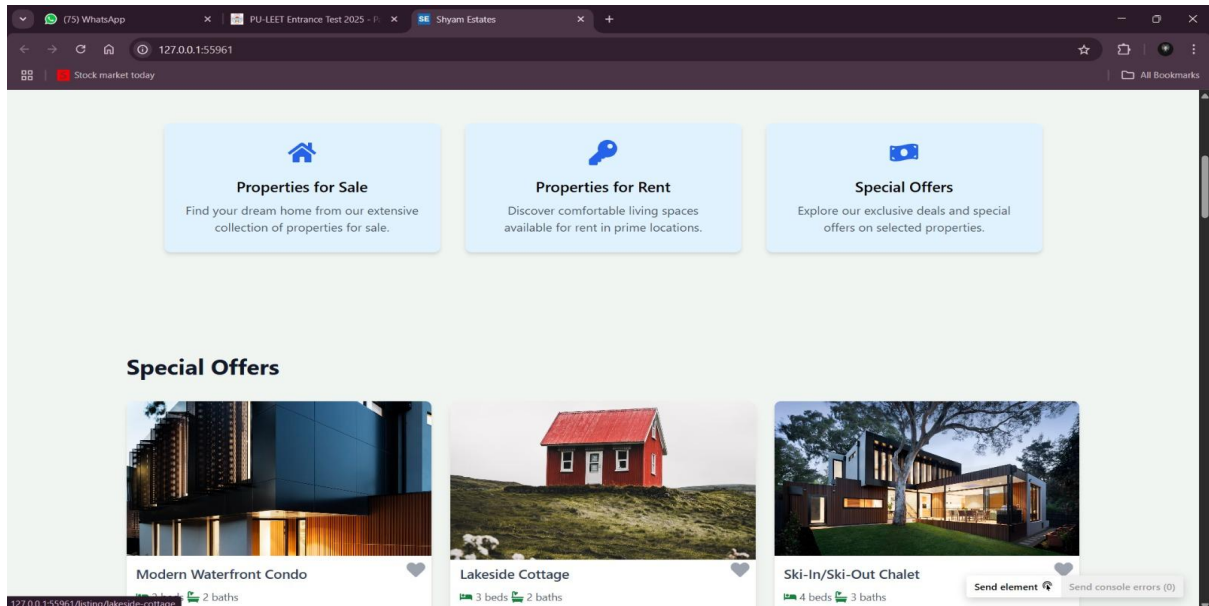 (75) WhatsApp
PU-LEET Entrance Test 2025 - P
SE Shyam Estates
127.0.0.1:55961
Stock market today
All Bookmarks
Properties for Sale
Find your dream home from our extensive
collection of properties for sale.
Properties for Rent
Discover comfortable living spaces
available for rent in prime locations.
Special Offers
Explore our exclusive deals and special
offers on selected properties.
Special Offers
Modern Waterfront Condo
beds 2 baths
Lakeside Cottage
3 beds 2 baths
Ski-In/Ski-Out Chalet
4 beds 3 baths
Send element
Send console errors (0)
127.0.0.1:55961/listing/lakeside-cottage